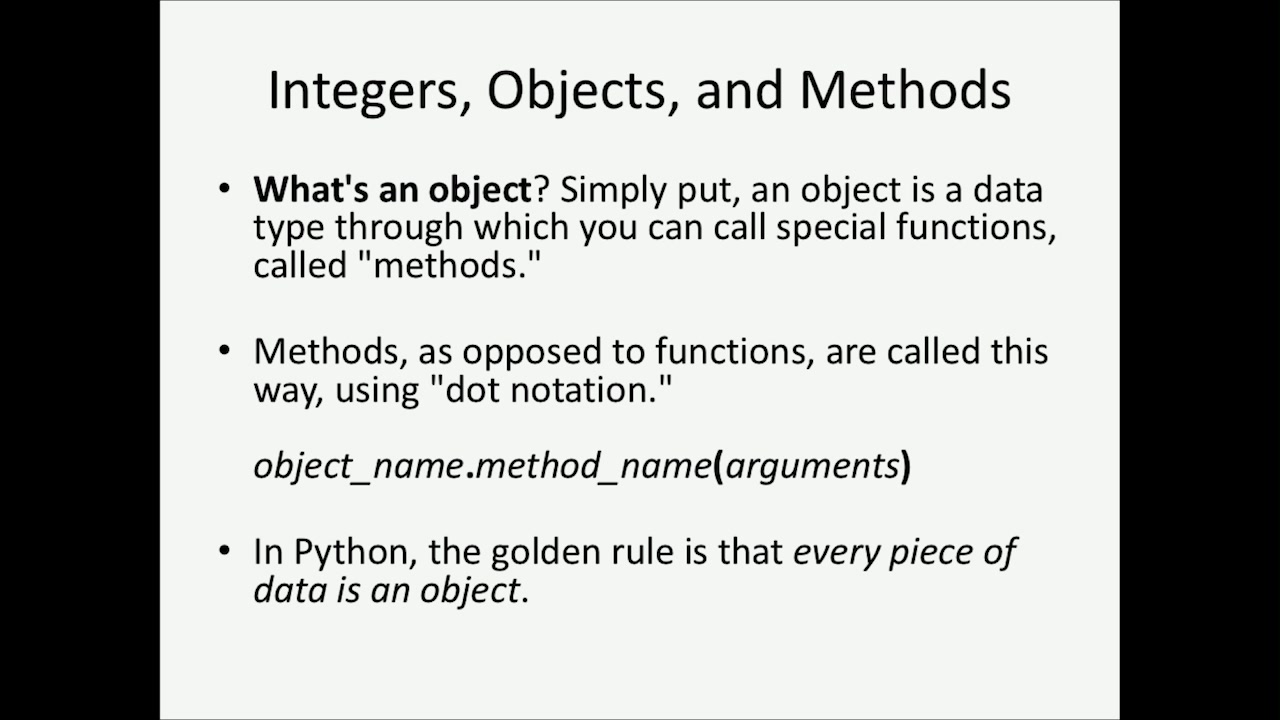 Integers, Objects, and Methods
• What's an object? Simply put, an object is a data
type through which you can call special functions,
called "methods."
• Methods, as opposed to functions, are called this
way, using "dot notation."
object_name.method_name(arguments)
• In Python, the golden rule is that every piece of
data is an object.